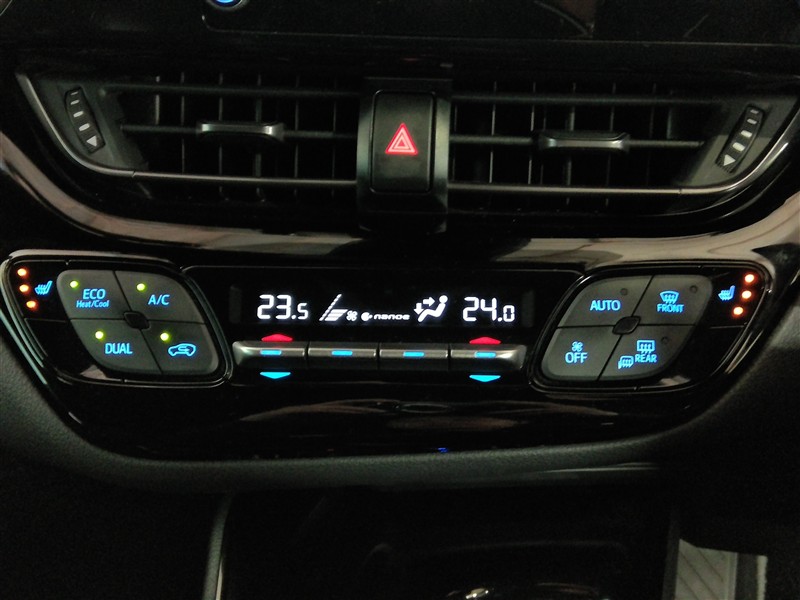 ECO
Heat/Cool
A/C
DUAL
23.5
nanoe
24.0
AUTO
FRONT
OFF
REAR